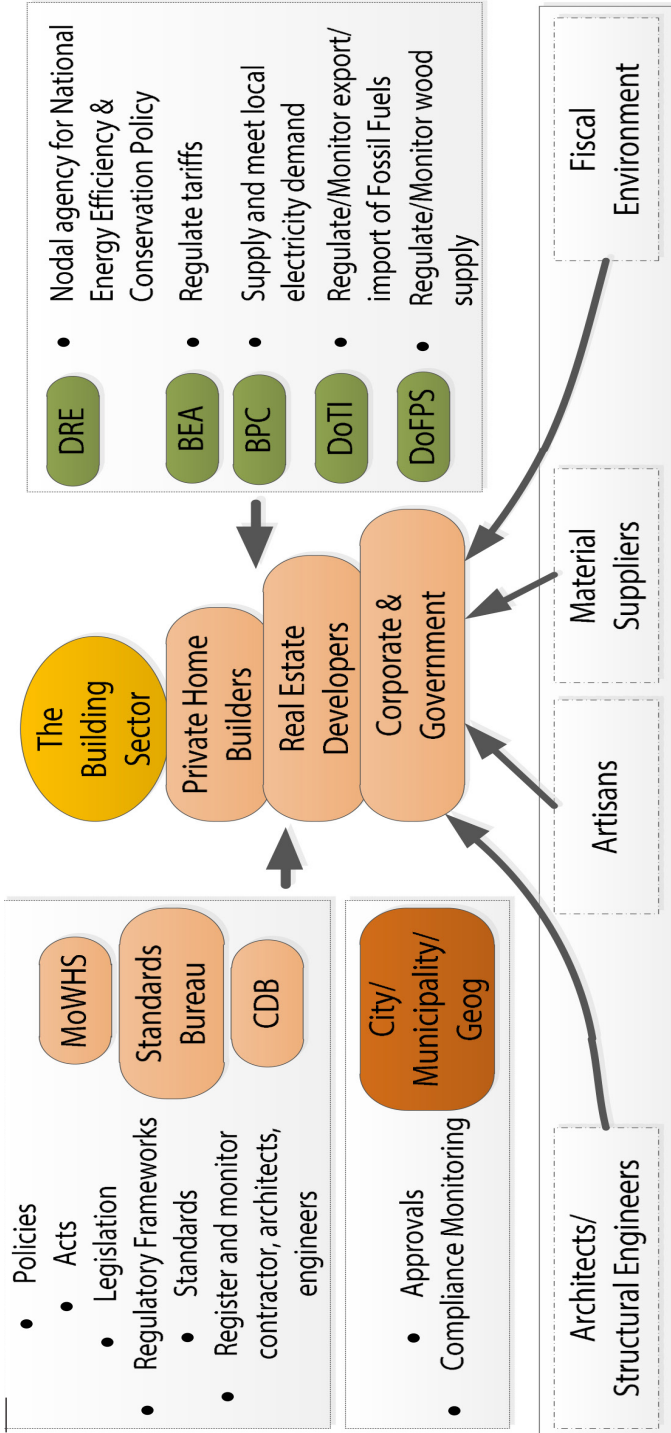 Policies
Acts
Legislation
Regulatory Frameworks
Standards
Register and monitor
contractor, architects,
engineers
MoWHS
Standards
Bureau
CDB
Approvals
Compliance Monitoring
City/
Municipality/
Geog
The
Building
Sector
Private Home
Builders
Real Estate
Developers
Corporate &
Government
DRE
Nodal agency for National
Energy Efficiency &
Conservation Policy
BEA
Regulate tariffs
BPC
Supply and meet local
electricity demand
DoTI
Regulate/Monitor export/
import of Fossil Fuels
DoFPS
Regulate/Monitor wood
supply
Architects/
Structural Engineers
Artisans
Material
Suppliers
Fiscal
Environment